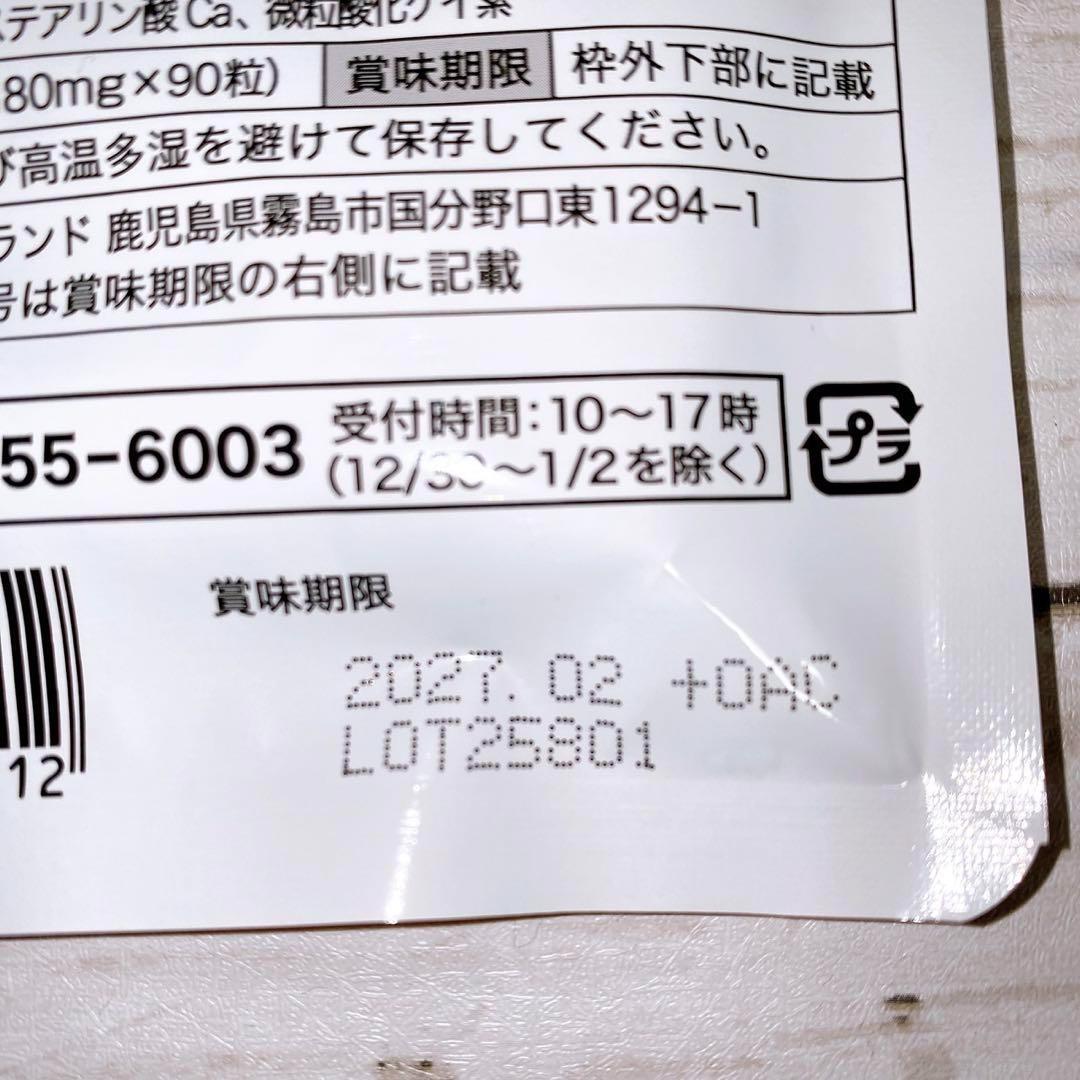 ステアリン酸Ca、微粒酸化ケイ素
80mg×90粒) 賞味期限 枠外下部に記載
び高温多湿を避けて保存してください。
ランド 鹿児島県霧島市国分野口東1294-1
号は賞味期限の右側に記載
55-6003 受付時間:10〜17時
(12/30〜1/2を除く)
プラ
賞味期限
2027.02 +OAC
LOT25801
12